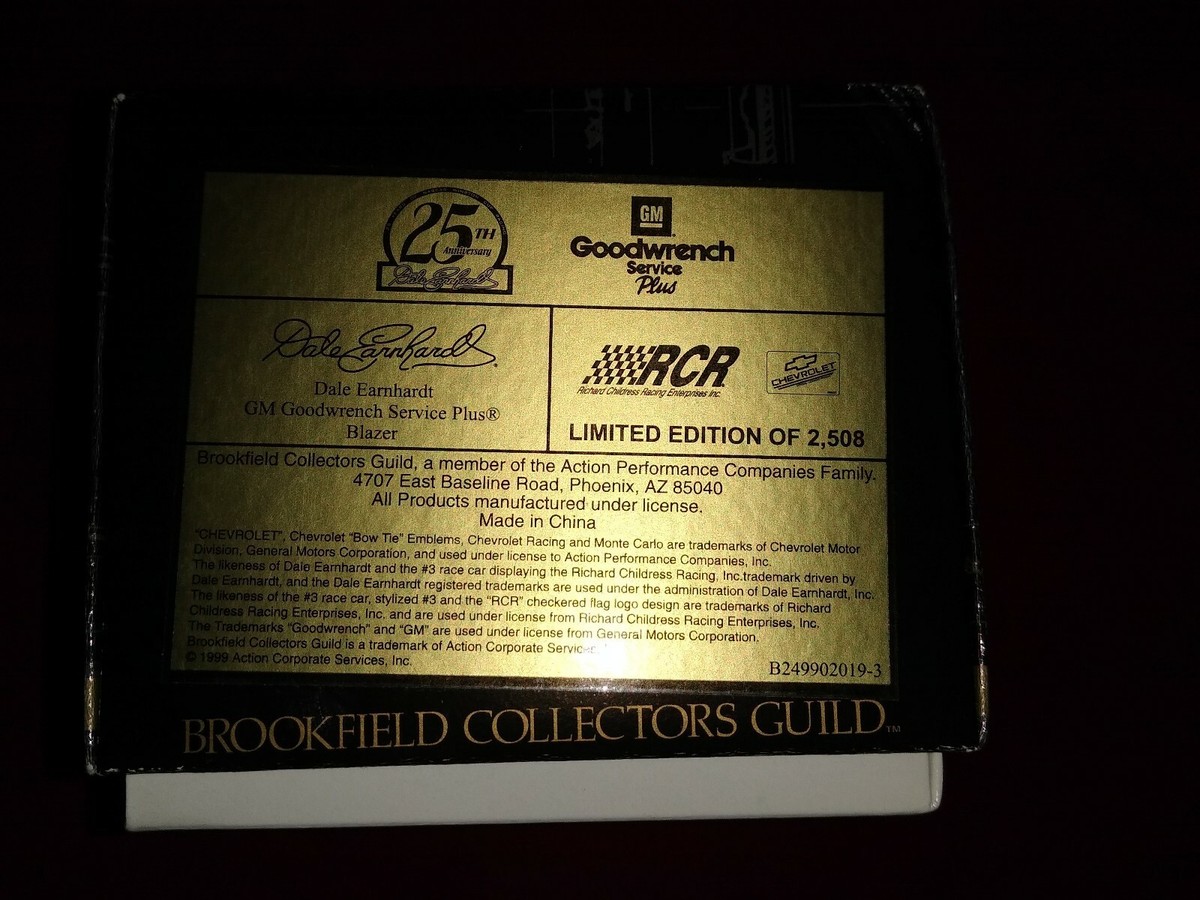 25TH
Anniversary
Dale Earnhardt
GM
Goodwrench
Service
Plus
Dale Earnhardt
Dale Earnhardt
GM Goodwrench Service Plus®
Blazer
RCR
Richard Childress Racing Enterprises Inc.
CHEVROLET
LIMITED EDITION OF 2,508
Brookfield Collectors Guild, a member of the Action Performance Companies Family.
4707 East Baseline Road, Phoenix, AZ 85040
All Products manufactured under license.
Made in China
"CHEVROLET", Chevrolet "Bow Tie" Emblems, Chevrolet Racing and Monte Carlo are trademarks of Chevrolet Motor
Division, General Motors Corporation, and used under license to Action Performance Companies, Inc.
The likeness of Dale Earnhardt and the #3 race car displaying the Richard Childress Racing, Inc.trademark driven by
Dale Earnhardt, and the Dale Earnhardt registered trademarks are used under the administration of Dale Earnhardt, Inc.
The likeness of the #3 race car, stylized #3 and the "RCR" checkered flag logo design are trademarks of Richard
Childress Racing Enterprises, Inc. and are used under license from Richard Childress Racing Enterprises, Inc.
The Trademarks "Goodwrench" and "GM" are used under license from General Motors Corporation.
Brookfield Collectors Guild is a trademark of Action Corporate Services
© 1999 Action Corporate Services, Inc.
B249902019-3
BROOKFIELD COLLECTORS GUILD™